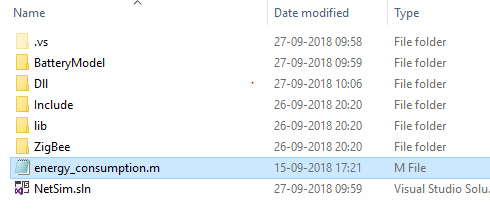 Name Date modified Type
.vs 27-09-2018 09:58 File folder
BatteryModel 27-09-2018 09:59 File folder
Dll 27-09-2018 10:06 File folder
Include 26-09-2018 20:20 File folder
lib 26-09-2018 20:20 File folder
ZigBee 26-09-2018 20:20 File folder
energy_consumption.m 15-09-2018 17:21 M File
NetSim.sln 27-09-2018 09:59 Visual Studio Solu...